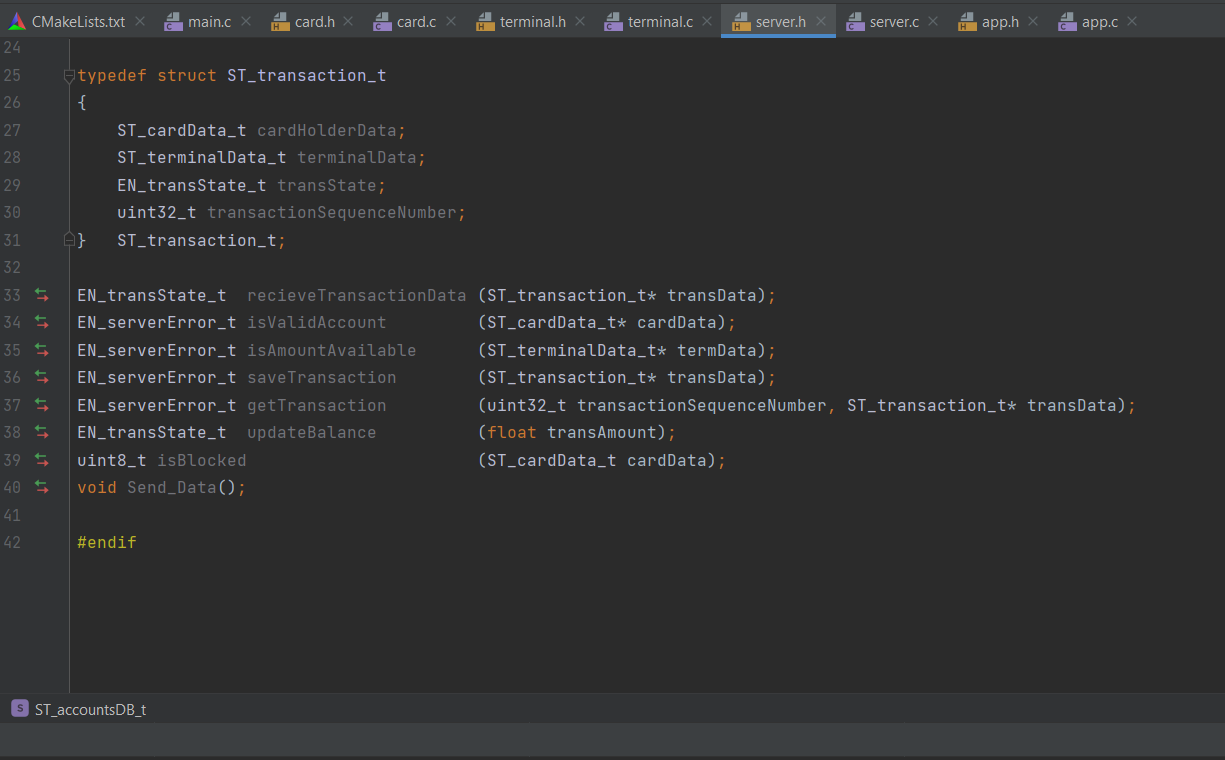 CMakeLists.txt main.c card.h card.c terminal.h terminal.c server.h server.c app.h app.c
24
25 typedef struct ST_transaction_t
26 {
27 ST_cardData_t cardHolderData;
28 ST_terminalData_t terminalData;
29 EN_transState_t transState;
30 uint32_t transactionSequenceNumber;
31 } ST_transaction_t;
32
33 EN_transState_t recieveTransactionData (ST_transaction_t* transData);
34 EN_serverError_t isValidAccount (ST_cardData_t* cardData);
35 EN_serverError_t isAmountAvailable (ST_terminalData_t* termData);
36 EN_serverError_t saveTransaction (ST_transaction_t* transData);
37 EN_serverError_t getTransaction (uint32_t transactionSequenceNumber, ST_transaction_t* transData);
38 EN_transState_t updateBalance (float transAmount);
39 uint8_t isBlocked (ST_cardData_t cardData);
40 void Send_Data();
41
42 #endif
S ST_accountsDB_t